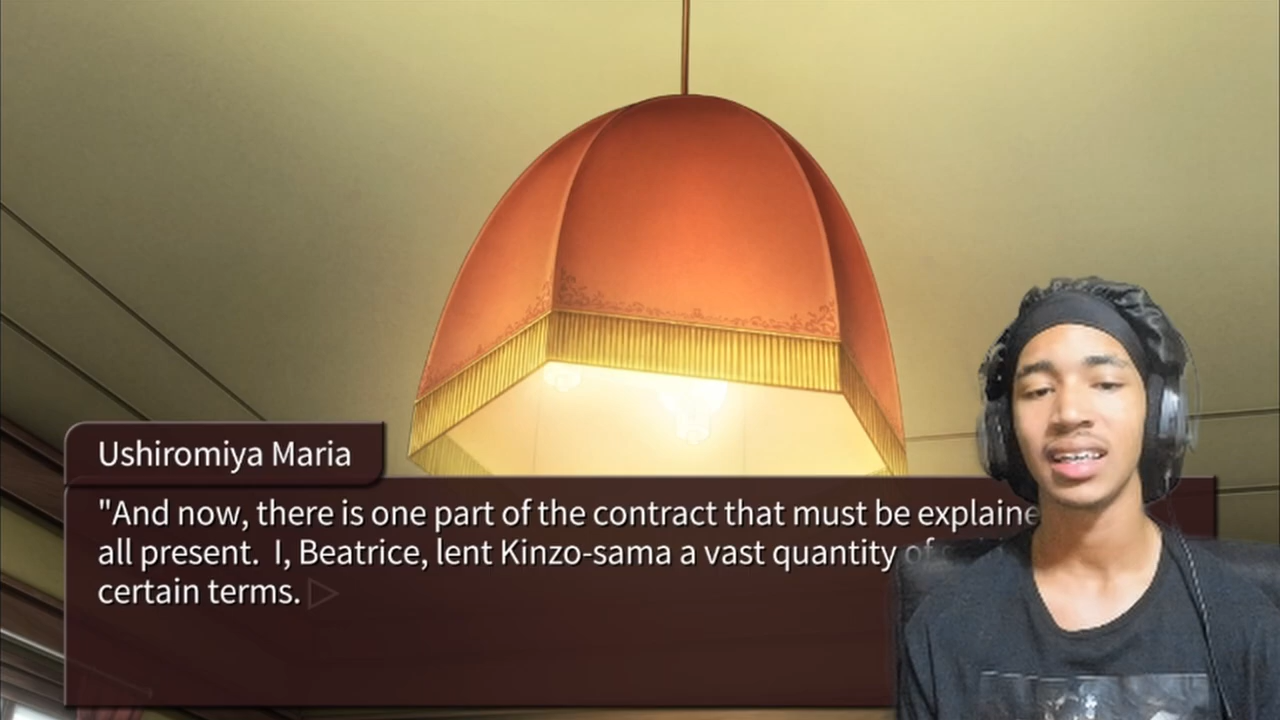 Ushiromiya Maria
"And now, there is one part of the contract that must be
all present.  I, Beatrice, lent Kinzo-sama a vast quantity of
certain terms.